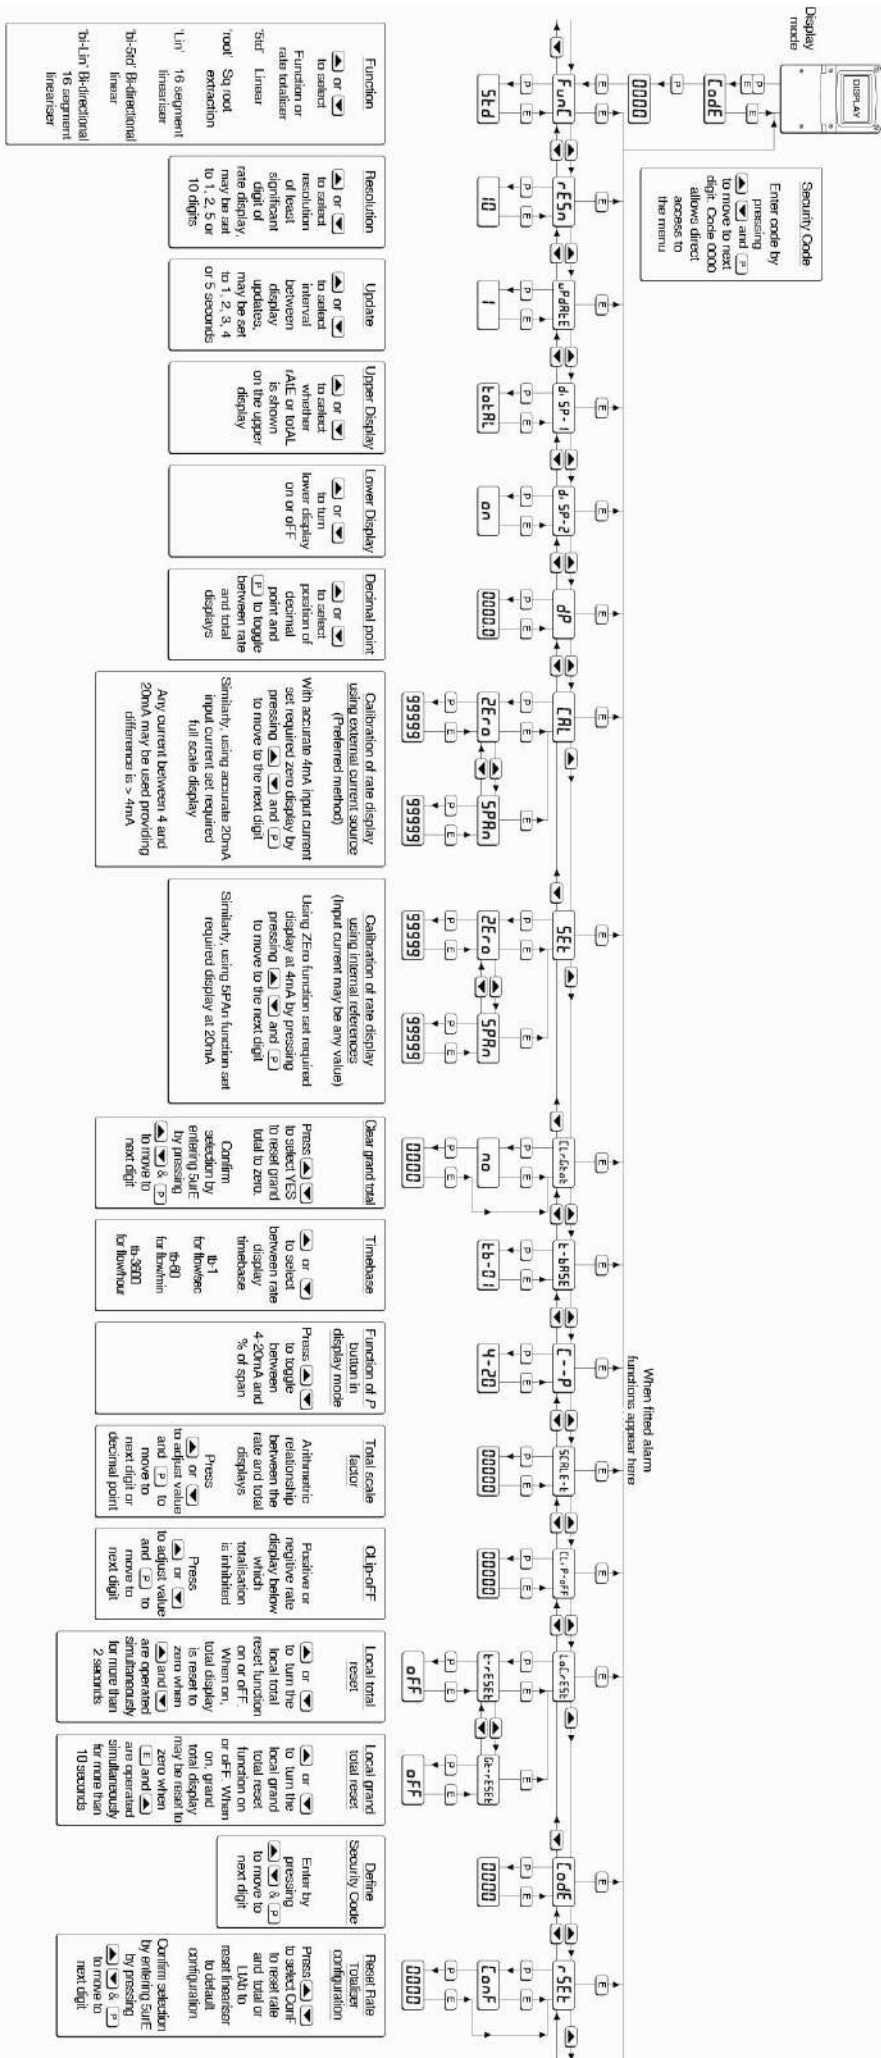 Display
mode
DISPLAY
P
E
E
CodE
P
0000
Security Code
Enter code by
pressing
▲ ▼ and P
to move to next
digit. Code 0000
allows direct
access to
the menu
When fitted alarm
functions appear here
FunC
P E
Std
rESn
P E
10
uPdAtE
P E
1
diSP-1
P E
totAL
diSP-2
P E
on
dP
P E
0000.0
CAL
P E
ZEro
P E
99999
SPAn
P E
99999
SEt
P E
ZEro
P E
99999
SPAn
P E
99999
CLrGtot
P E
no
P E
0000
t-bASE
P E
tb-01
C--P
P E
4-20
SCALE-t
P E
00000
CLiP-oFF
P E
00000
LoCrESt
P E
t-rESEt
P E
oFF
Gt-rESEt
P E
oFF
CodE
P E
0000
rSEt
P E
ConF
P E
0000
Function
▲ or ▼
to select
Function or
rate totaliser
'5td' Linear
'root' Sq root
extraction
'Lin' 16 segment
lineariser
'bi-5td' Bi-directional
linear
'bi-Lin' Bi-directional
16 segment
lineariser
Resolution
▲ or ▼
to select
resolution
of least
significant
digit of
rate display,
may be set
to 1, 2, 5 or
10 digits
Update
▲ or ▼
to select
interval
between
display
updates,
may be set
to 1, 2, 3, 4
or 5 seconds
Upper Display
▲ or ▼
to select
whether
rAtE or totAL
is shown
on the upper
display
Lower Display
▲ or ▼
to turn
lower display
on or oFF
Decimal point
▲ or ▼
to select
position of
decimal
point and
P to toggle
between rate
and total
displays
Calibration of rate display
using external current source
(Preferred method)
With accurate 4mA input current
set required zero display by
pressing ▲ ▼ and P
to move to the next digit
Similarly, using accurate 20mA
input current set required
full scale display
Any current between 4 and
20mA may be used providing
difference is > 4mA
Calibration of rate display
using internal references
(Input current may be any value)
Using ZEro function set required
display at 4mA by pressing
pressing ▲ ▼ and P
to move to the next digit
Similarly, using 5PAn function set
required display at 20mA
Clear grand total
Press ▲ ▼
to select YES
to reset grand
total to zero.
Confirm
selection by
entering 5urE
by pressing
▲ ▼ & P
to move to
next digit
Timebase
▲ or ▼
to select
between rate
display
timebase.
tb-1
for flow/sec
tb-60
for flow/min
tb-3600
for flow/hour
Function of P
button in
display mode
Press ▲ ▼
to toggle
between
4-20mA and
% of span
Total scale
factor
Arithmetric
relationship
between the
rate and total
displays
Press
▲ or ▼
to adjust value
and P to
move to
next digit or
decimal point
CLip-oFF
Positive or
negitive rate
display below
which
totalisation
is inhibited
Press
▲ or ▼
to adjust value
and P to
move to
next digit
Local total
reset
▲ or ▼
to turn the
local total
reset function
on or oFF.
When on,
total display
is reset to
zero when
▲ and ▼
are operated
simultaneously
for more than
2 seconds
Local grand
total reset
▲ or ▼
to turn the
local grand
total reset
function on
or oFF. When
on, grand
total display
may be reset to
zero when
E and ▲
are operated
simultaneously
for more than
10 seconds
Define
Security Code
Enter by
pressing
▲ ▼ & P
to move to
next digit
Reset Rate
Totaliser
configuration
Press ▲ ▼
to select ConF
to reset rate
and total or
LtAb to
reset lineariser
to default
configuration.
Confirm selection
by entering 5urE
by pressing
▲ ▼ & P
to move to
next digit